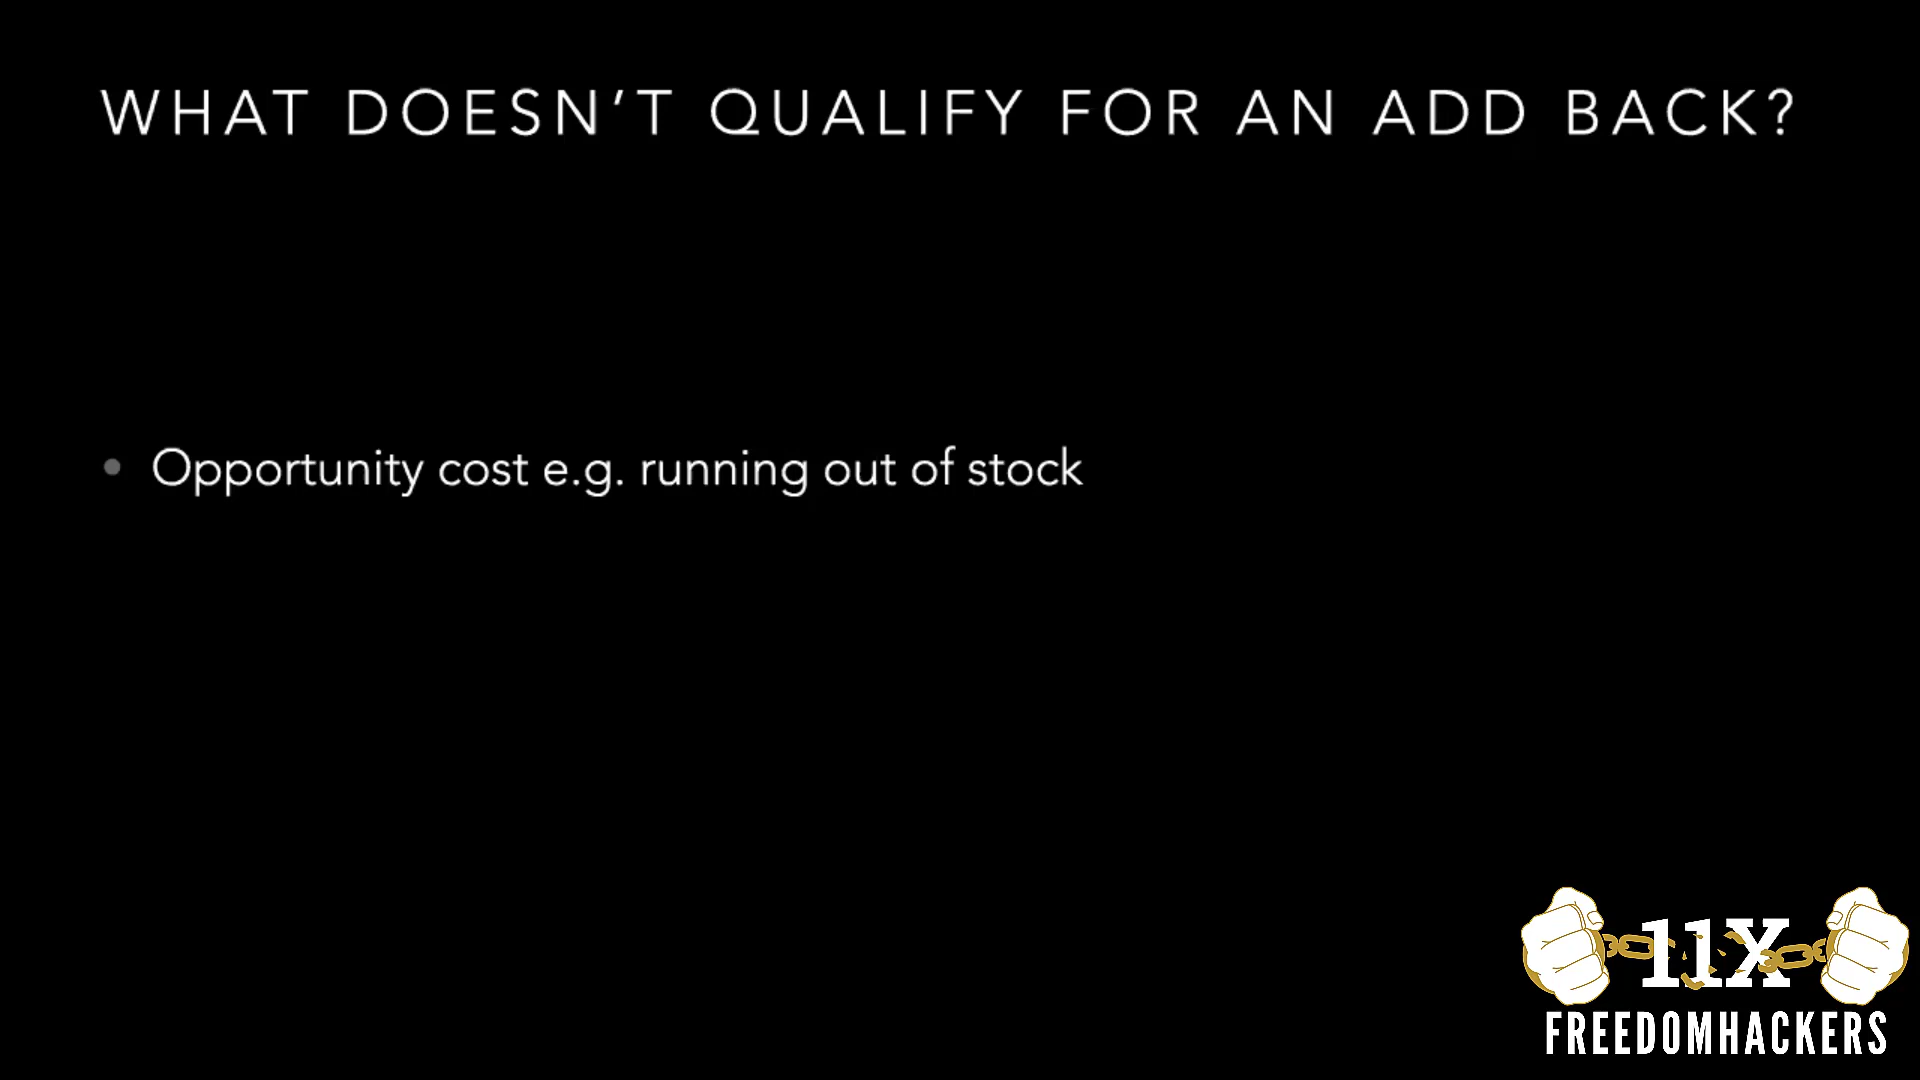 WHAT DOESN’T QUALIFY FOR AN ADD BACK?
• Opportunity cost e.g. running out of stock
11X
FREEDOMHACKERS